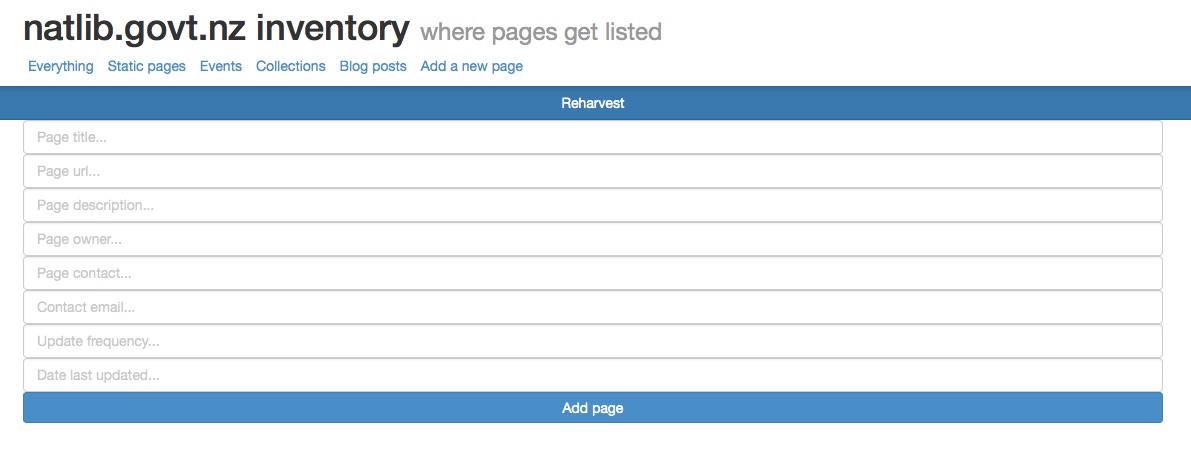 natlib.govt.nz inventory where pages get listed
Everything Static pages Events Collections Blog posts Add a new page
Reharvest
Page title...
Page url...
Page description...
Page owner...
Page contact...
Contact email...
Update frequency...
Date last updated...
Add page